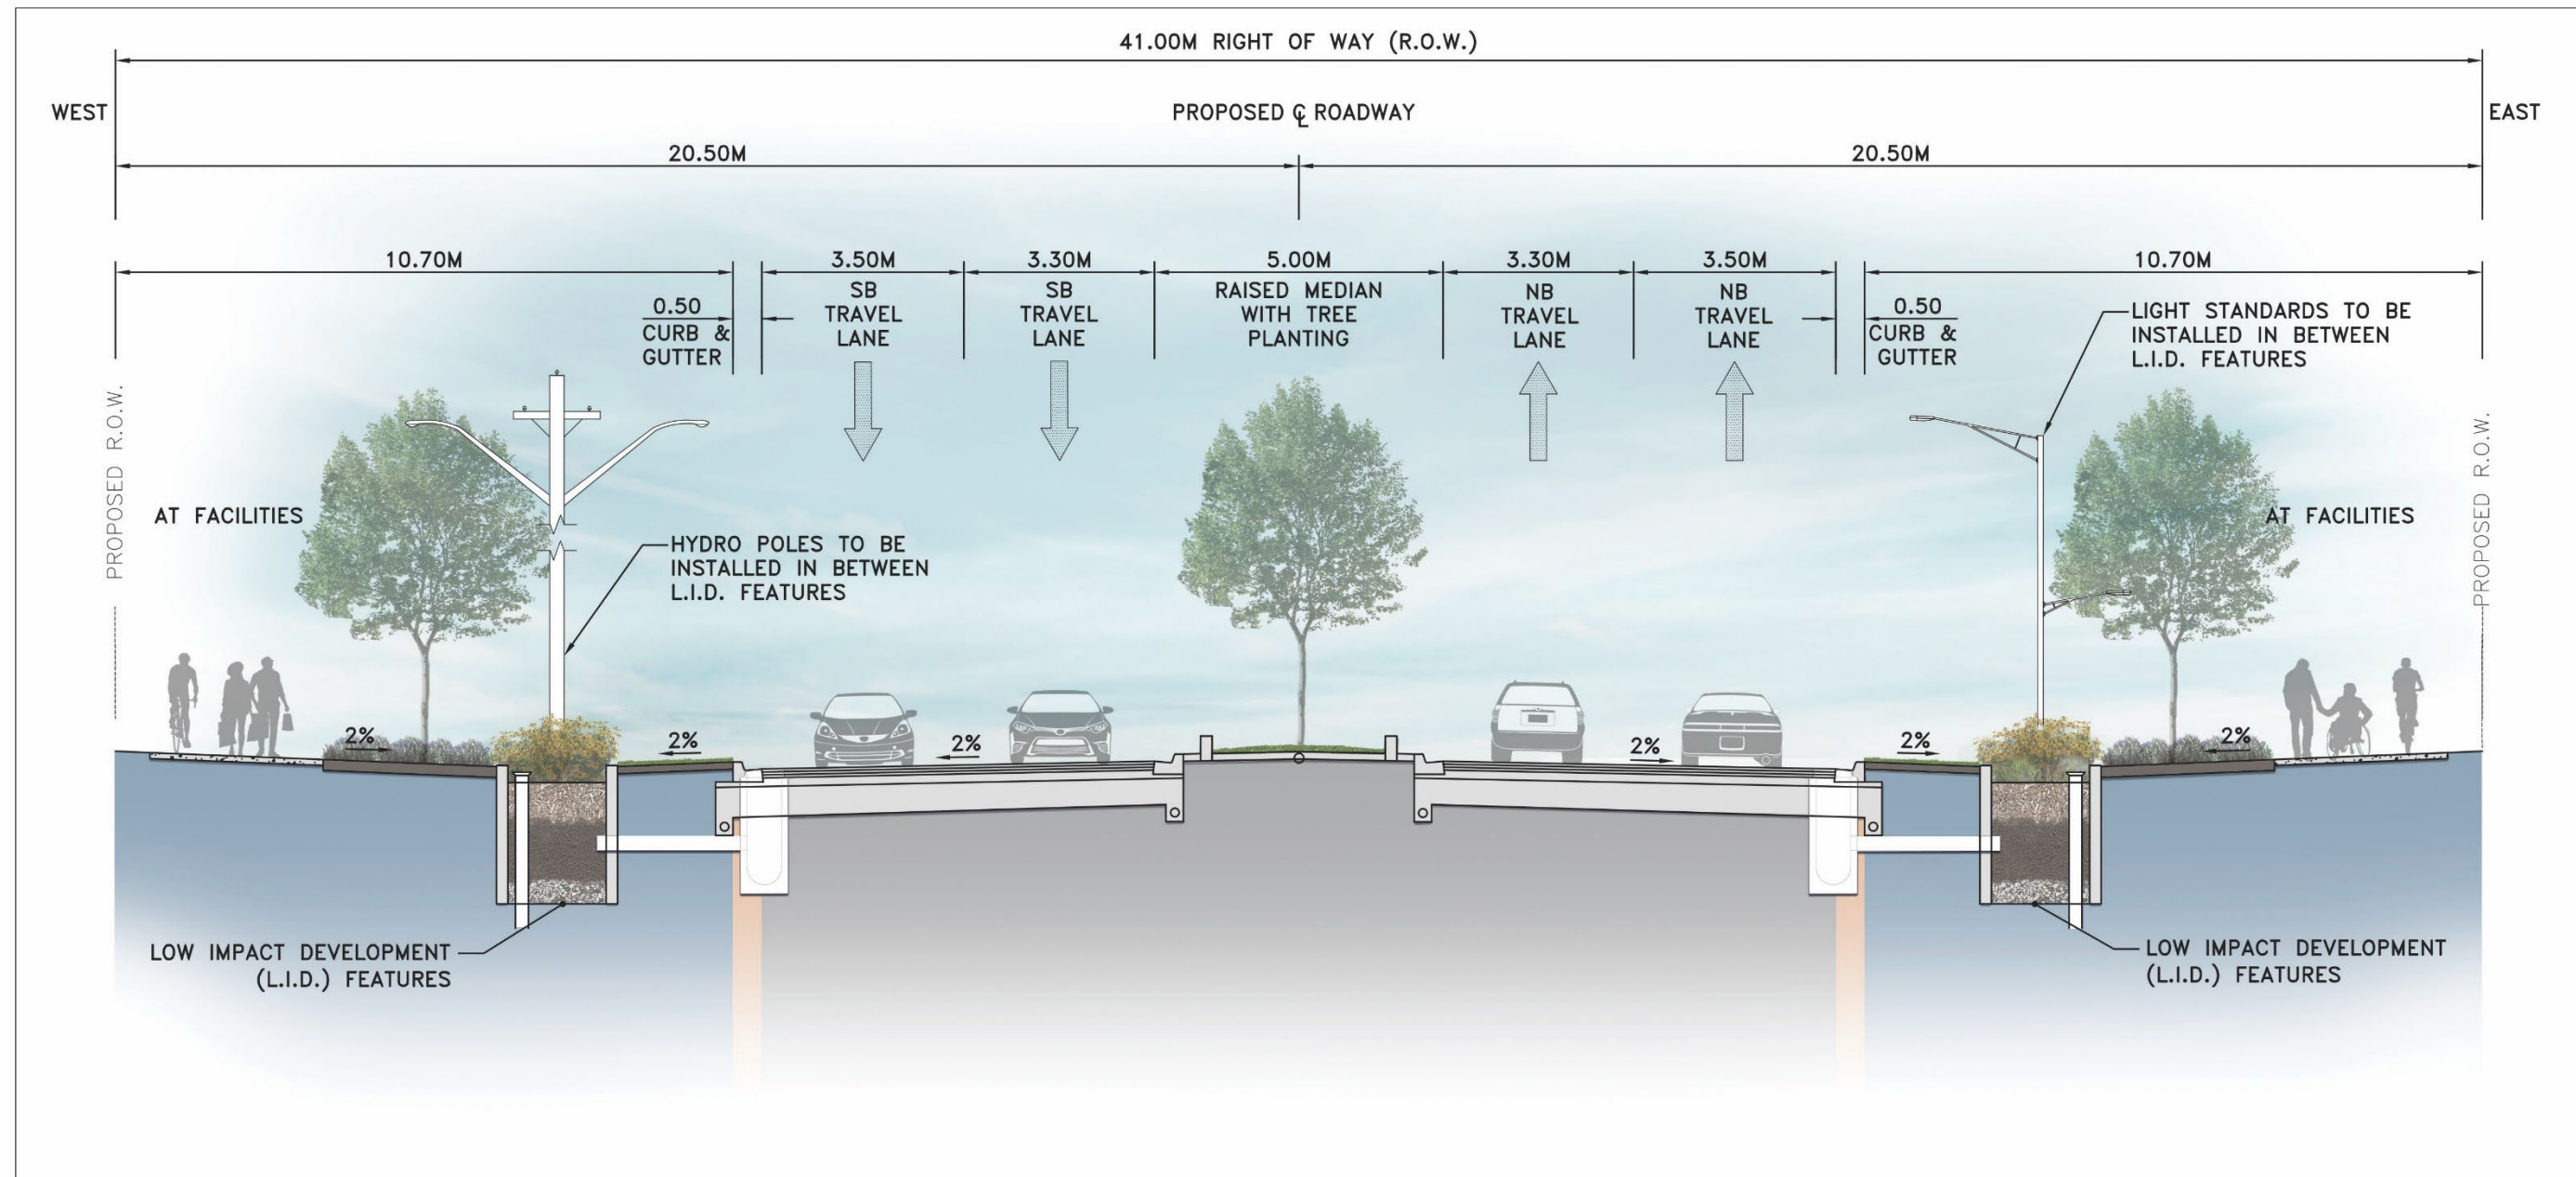 41.00M RIGHT OF WAY (R.O.W.)
WEST
PROPOSED ℄ ROADWAY
EAST
20.50M
20.50M
10.70M
3.50M
3.30M
5.00M
3.30M
3.50M
10.70M
0.50
CURB &
GUTTER
SB
TRAVEL
LANE
SB
TRAVEL
LANE
RAISED MEDIAN
WITH TREE
PLANTING
NB
TRAVEL
LANE
NB
TRAVEL
LANE
0.50
CURB &
GUTTER
LIGHT STANDARDS TO BE
INSTALLED IN BETWEEN
L.I.D. FEATURES
PROPOSED R.O.W.
AT FACILITIES
HYDRO POLES TO BE
INSTALLED IN BETWEEN
L.I.D. FEATURES
AT FACILITIES
PROPOSED R.O.W.
2%
2%
2%
2%
2%
2%
LOW IMPACT DEVELOPMENT
(L.I.D.) FEATURES
LOW IMPACT DEVELOPMENT
(L.I.D.) FEATURES